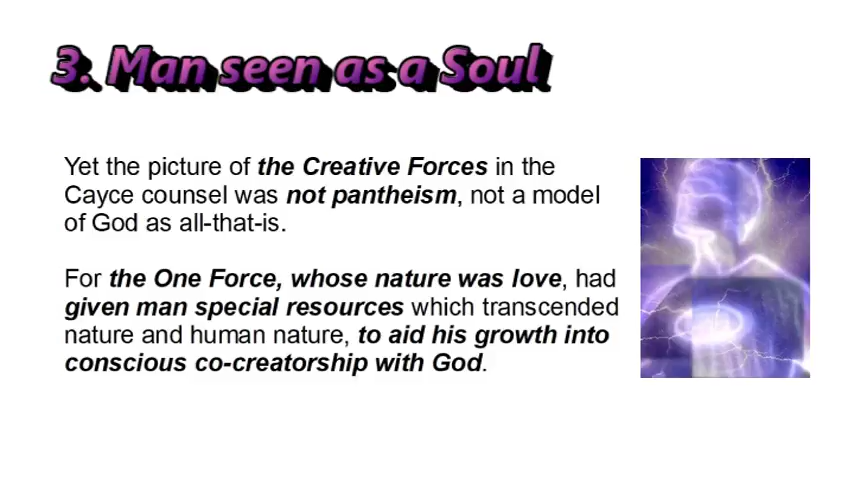 3. Man seen as a Soul
Yet the picture of the Creative Forces in the
Cayce counsel was not pantheism, not a model
of God as all-that-is.
For the One Force, whose nature was love, had
given man special resources which transcended
nature and human nature, to aid his growth into
conscious co-creatorship with God.